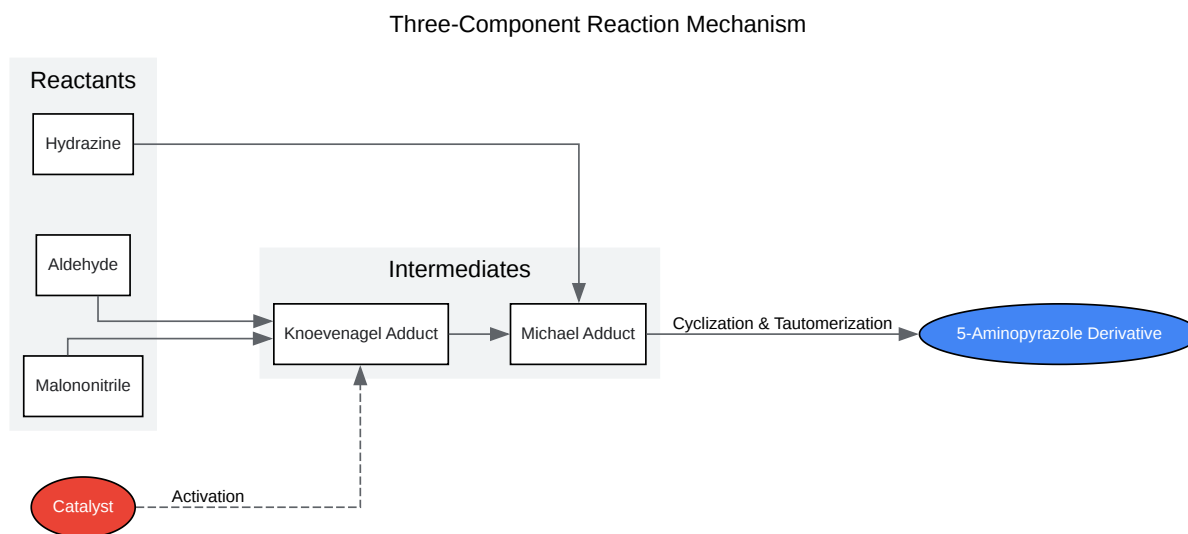 Three-Component Reaction Mechanism
Reactants
Hydrazine
Aldehyde
Malononitrile
Intermediates
Knoevenagel Adduct
Michael Adduct
Cyclization & Tautomerization
5-Aminopyrazole Derivative
Catalyst
Activation